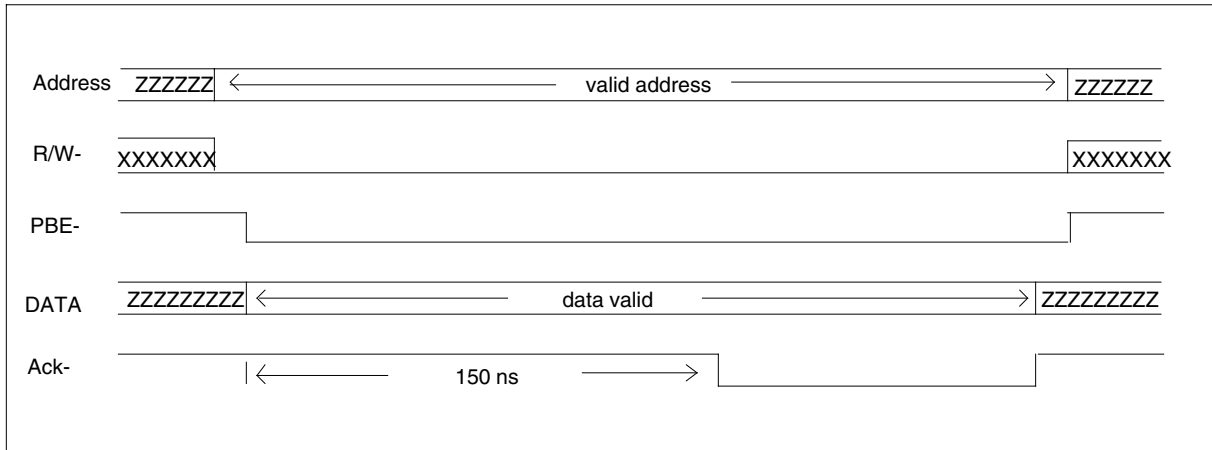 Address ZZZZZZ valid address ZZZZZZ
R/W- XXXXXXX XXXXXXX
PBE-
DATA ZZZZZZZZZ data valid ZZZZZZZZZ
Ack- 150 ns